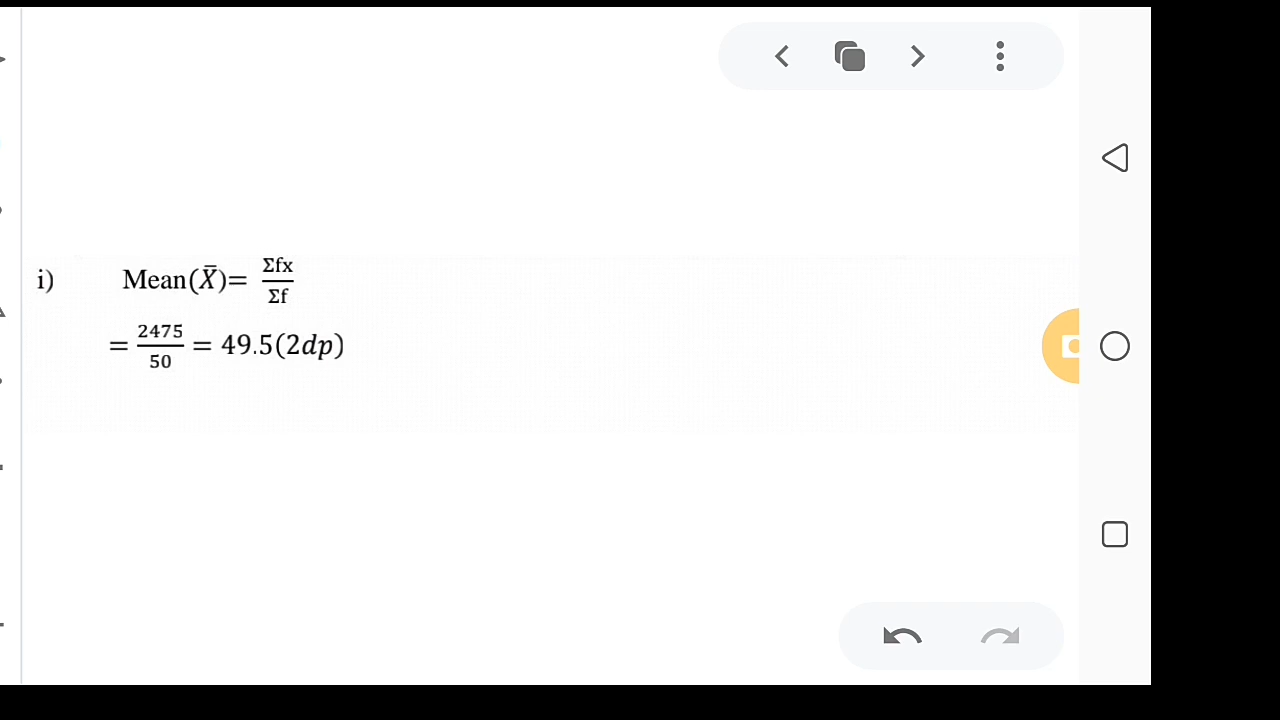 i) Mean(X̄)= Σfx/Σf
= 2475/50 = 49.5(2dp)